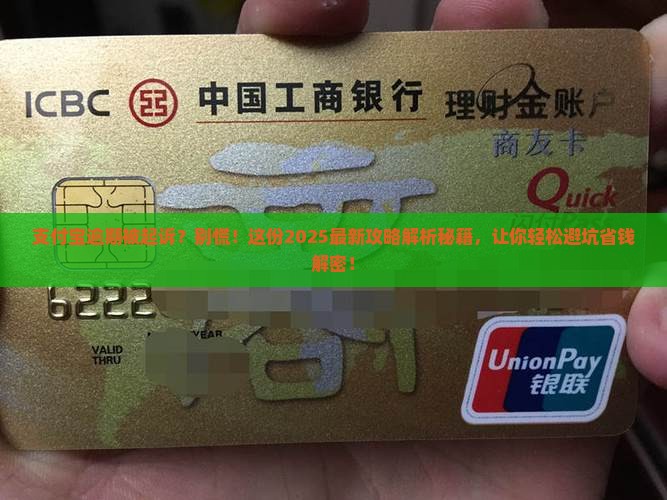 ICBC 中国工商银行 理财金账户
商友卡
Quick
支付宝逾期被起诉？别慌！这份2025最新攻略解析秘籍，让你轻松避坑省钱
解密！
6222
VALID
THRU
YEAR
UnionPay
银联